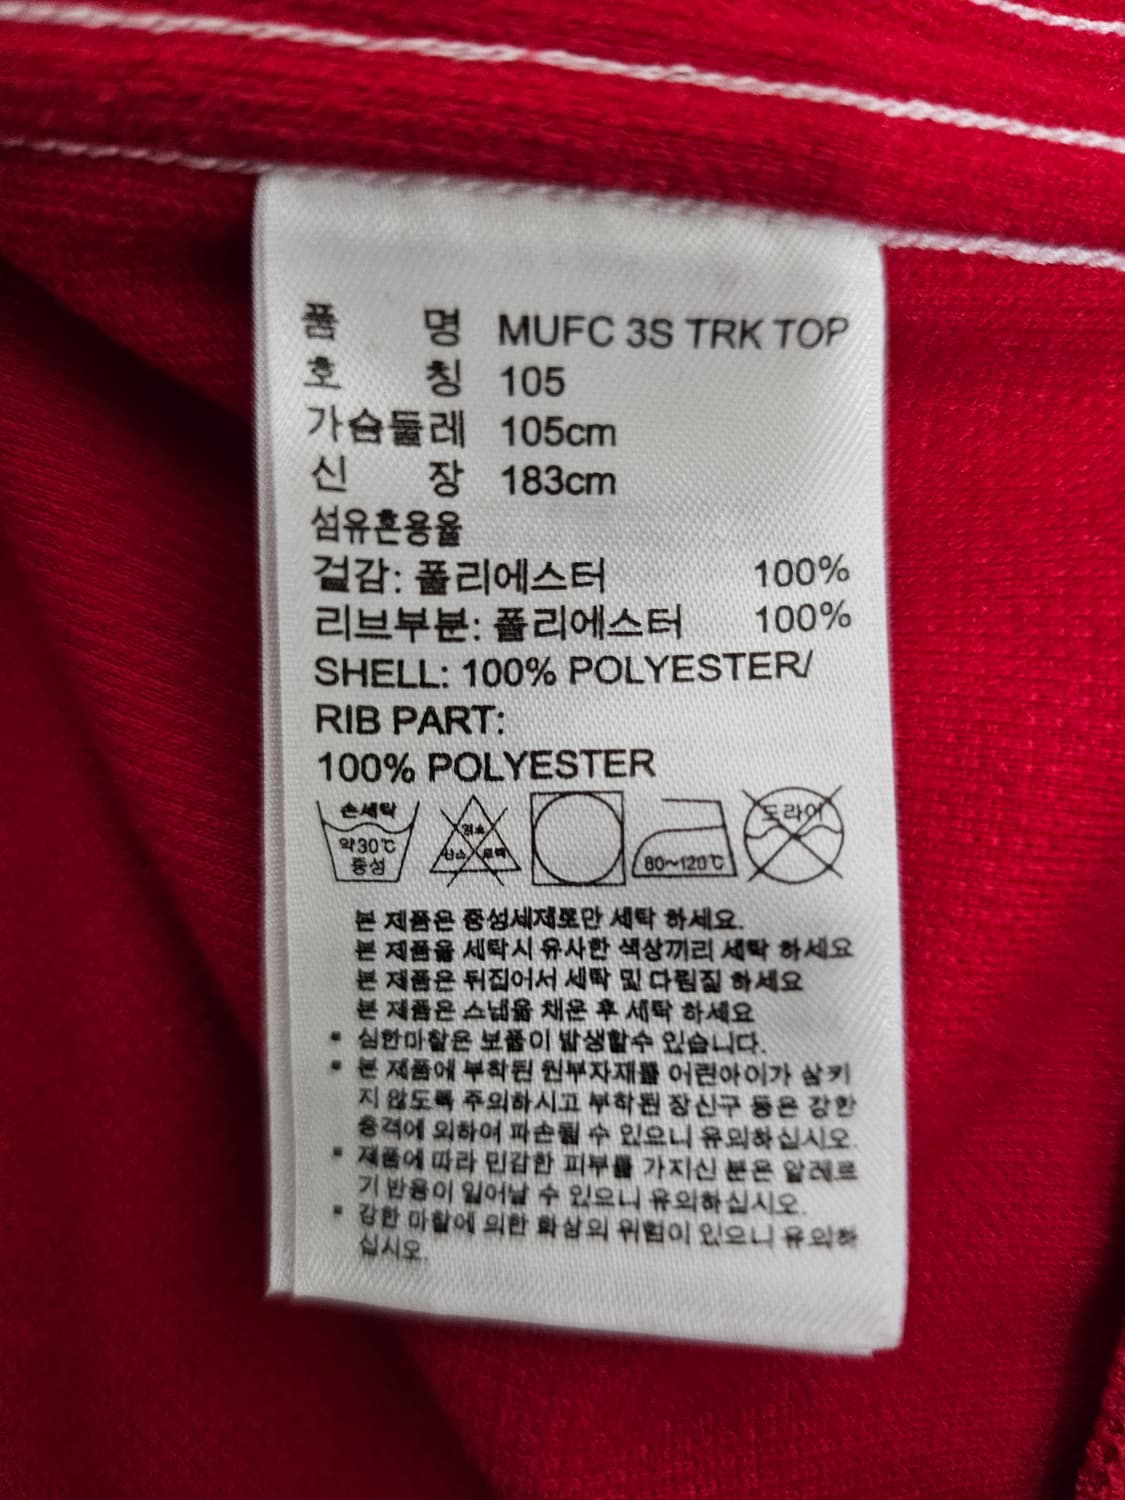 품 명 MUFC 3S TRK TOP
호 칭 105
가슴둘레 105cm
신 장 183cm
섬유혼용율
겉감: 폴리에스터 100%
리브부분: 폴리에스터 100%
SHELL: 100% POLYESTER/
RIB PART:
100% POLYESTER
손세탁
약30℃
중성
염소
산소 표백
80~120℃
드라이
본 제품은 중성세제로만 세탁 하세요.
본 제품을 세탁시 유사한 색상끼리 세탁 하세요
본 제품은 뒤집어서 세탁 및 다림질 하세요
본 제품은 스냅을 채운 후 세탁 하세요
* 심한마찰은 보풀이 발생할수 있습니다.
* 본 제품에 부착된 원부자재를 어린아이가 삼키
지 않도록 주의하시고 부착된 장신구 등은 강한
충격에 의하여 파손될 수 있으니 유의하십시오.
* 제품에 따라 민감한 피부를 가지신 분은 알레르
기 반응이 일어날 수 있으니 유의하십시오.
* 강한 마찰에 의한 화상의 위험이 있으니 유의하
십시오.